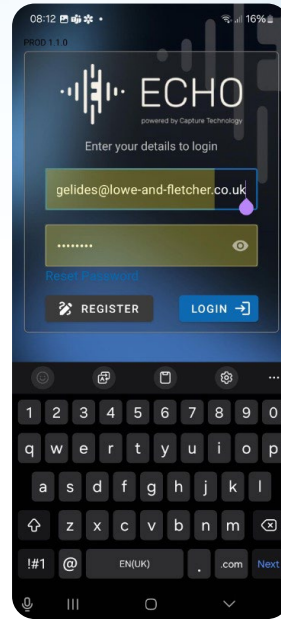 08:12 16%
PROD 1.1.0
ECHO
powered by Capture Technology
Enter your details to login
gelides@lowe-and-fletcher.co.uk
••••••••
Reset Password
REGISTER LOGIN
1 2 3 4 5 6 7 8 9 0
q w e r t y u i o p
a s d f g h j k l
z x c v b n m
!#1 @ EN(UK) . .com Next